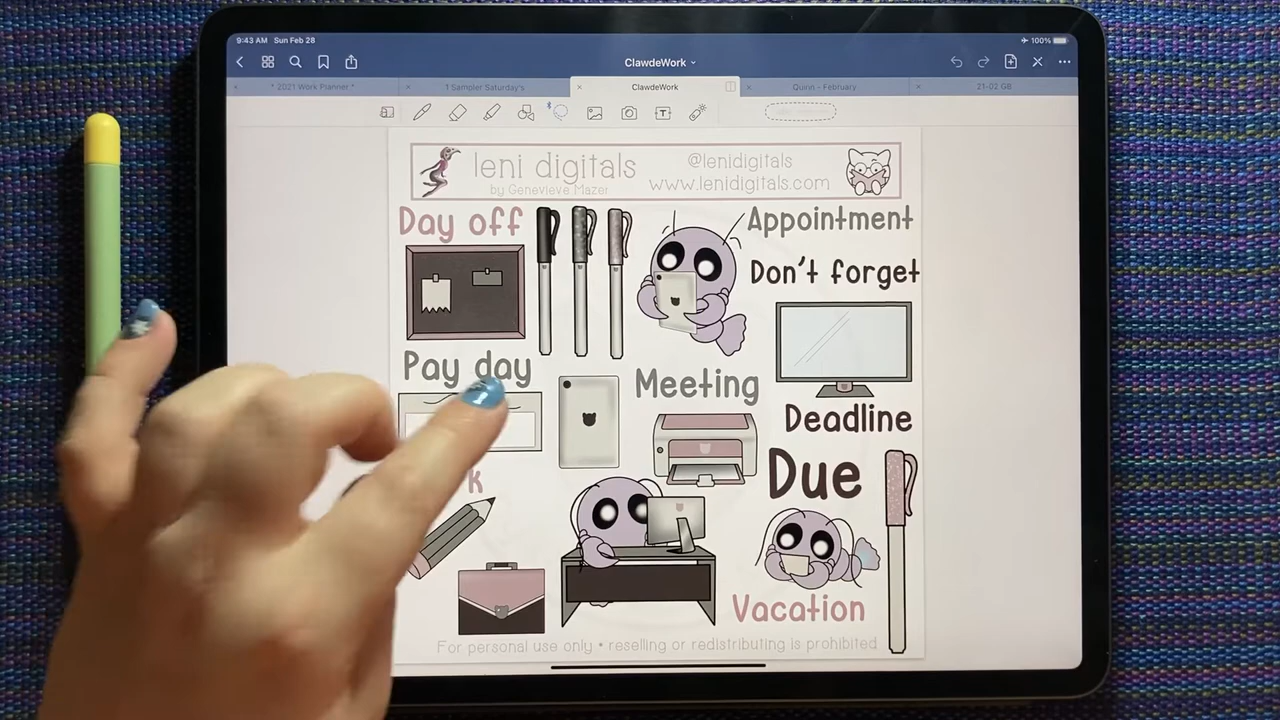 9:43 AM Sun Feb 28
100%
ClawdeWork
* 2021 Work Planner *
1 Sampler Saturday's
ClawdeWork
Quinn - February
21-02 GB
leni digitals
by Genevieve Mazer
@lenidigitals
www.lenidigitals.com
Day off
Appointment
Don't forget
Pay day
Meeting
Deadline
Due
k
Vacation
For personal use only • reselling or redistributing is prohibited